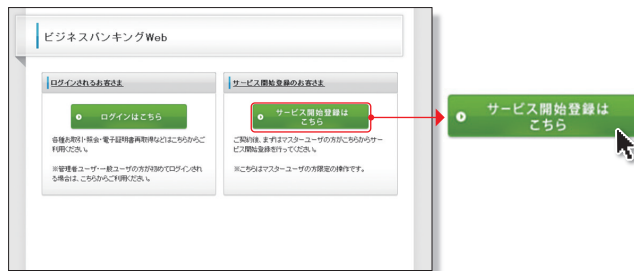 ビジネスバンキングWeb
ログインされるお客さま
ログインはこちら
各種お取引・照会・電子証明書再取得などはこちらからご
利用ください。
※管理者ユーザ・一般ユーザの方が初めてログインされ
る場合は、こちらからご利用ください。
サービス開始登録のお客さま
サービス開始登録は
こちら
ご契約後、まずはマスターユーザの方がこちらからサー
ビス開始登録を行ってください。
※こちらはマスターユーザの方限定の操作です。
サービス開始登録は
こちら